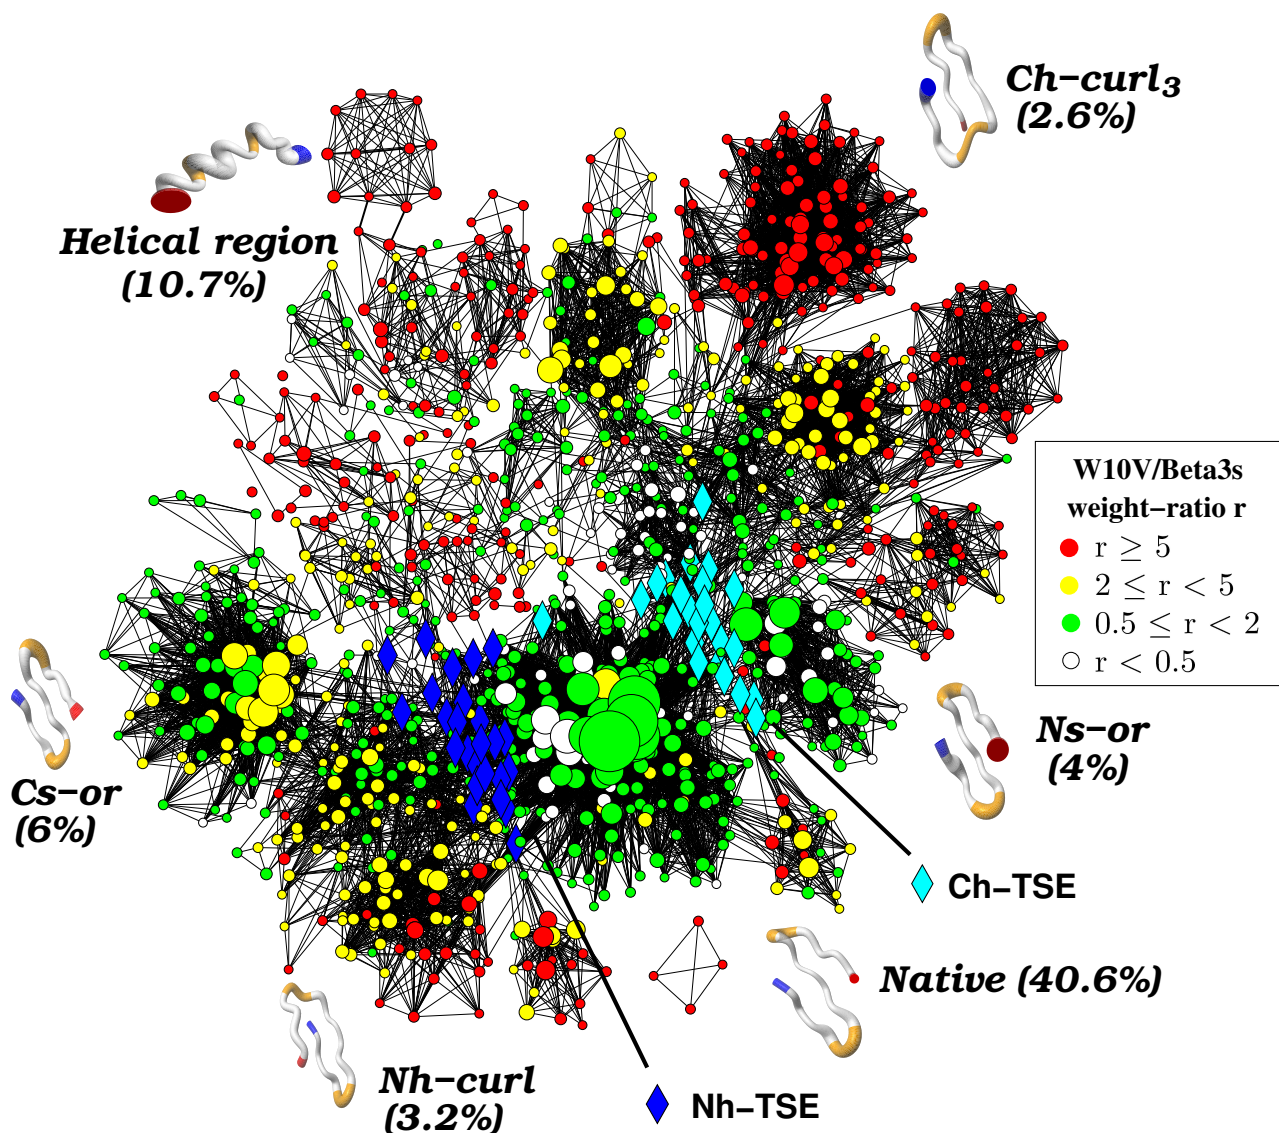 Ch−curl3
(2.6%)
Helical region
(10.7%)
W10V/Beta3s
weight−ratio r
r ≥ 5
2 ≤ r < 5
0.5 ≤ r < 2
r < 0.5
Ns−or
(4%)
Cs−or
(6%)
Ch−TSE
Native (40.6%)
Nh−curl
(3.2%)
Nh−TSE